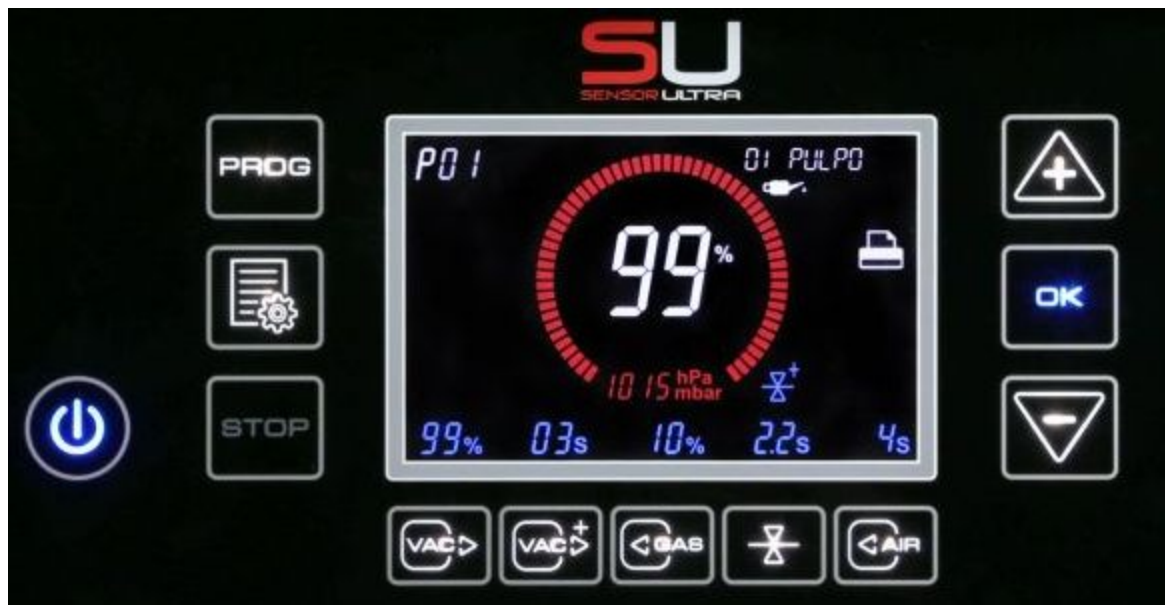 SU
SENSOR ULTRA
PROG
P01
01 PULPO
99%
OK
1015 hPa
mbar
STOP
99% 03s 10% 2.2s 4s
VAC
VAC+
GAS
AIR